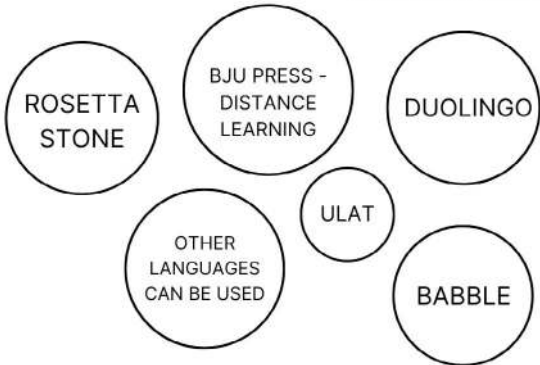 ROSETTA
STONE
BJU PRESS -
DISTANCE
LEARNING
DUOLINGO
ULAT
OTHER
LANGUAGES
CAN BE USED
BABBLE